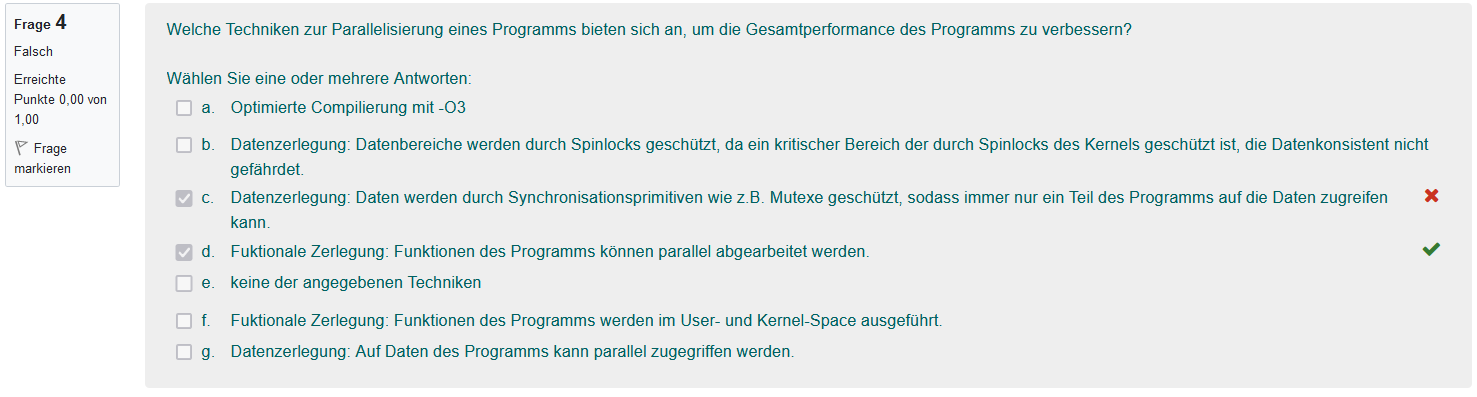 Frage 4
Falsch
Erreichte
Punkte 0,00 von
1,00
Frage
markieren
Welche Techniken zur Parallelisierung eines Programms bieten sich an, um die Gesamtperformance des Programms zu verbessern?
Wählen Sie eine oder mehrere Antworten:
a. Optimierte Compilierung mit -O3
b. Datenzerlegung: Datenbereiche werden durch Spinlocks geschützt, da ein kritischer Bereich der durch Spinlocks des Kernels geschützt ist, die Datenkonsistent nicht
gefährdet.
c. Datenzerlegung: Daten werden durch Synchronisationsprimitiven wie z.B. Mutexe geschützt, sodass immer nur ein Teil des Programms auf die Daten zugreifen
kann.
d. Fuktionale Zerlegung: Funktionen des Programms können parallel abgearbeitet werden.
e. keine der angegebenen Techniken
f. Fuktionale Zerlegung: Funktionen des Programms werden im User- und Kernel-Space ausgeführt.
g. Datenzerlegung: Auf Daten des Programms kann parallel zugegriffen werden.